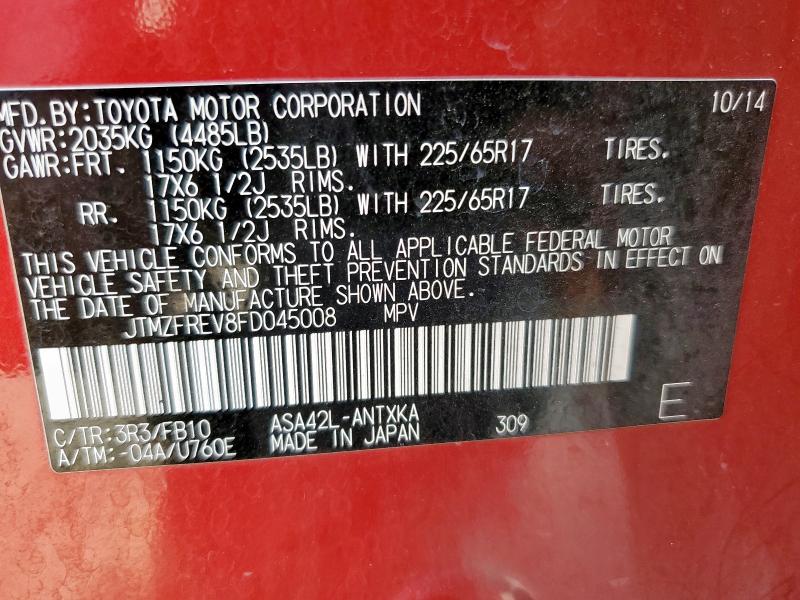 MFD.BY:TOYOTA MOTOR CORPORATION 10/14
GVWR:2035KG (4485LB)
GAWR:FRT. 1150KG (2535LB) WITH 225/65R17 TIRES.
17X6 1/2J RIMS.
RR. 1150KG (2535LB) WITH 225/65R17 TIRES.
17X6 1/2J RIMS.
THIS VEHICLE CONFORMS TO ALL APPLICABLE FEDERAL MOTOR
VEHICLE SAFETY AND THEFT PREVENTION STANDARDS IN EFFECT ON
THE DATE OF MANUFACTURE SHOWN ABOVE.
JTMZFREV8FD045008 MPV
C/TR:3R3/FB10 ASA42L-ANTXKA 309 E
A/TM:-04A/U760E MADE IN JAPAN